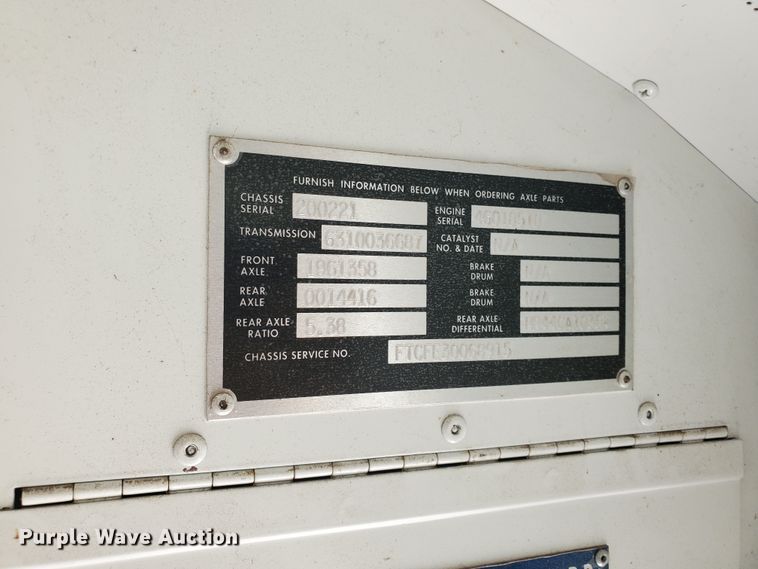 FURNISH INFORMATION BELOW WHEN ORDERING AXLE PARTS
CHASSIS SERIAL 200221 ENGINE SERIAL
TRANSMISSION 6310036687 CATALYST NO. & DATE N/A
FRONT AXLE 1861358 BRAKE DRUM N/A
REAR AXLE 0014416 BRAKE DRUM N/A
REAR AXLE RATIO 5.38 REAR AXLE DIFFERENTIAL
CHASSIS SERVICE NO.
Purple Wave Auction